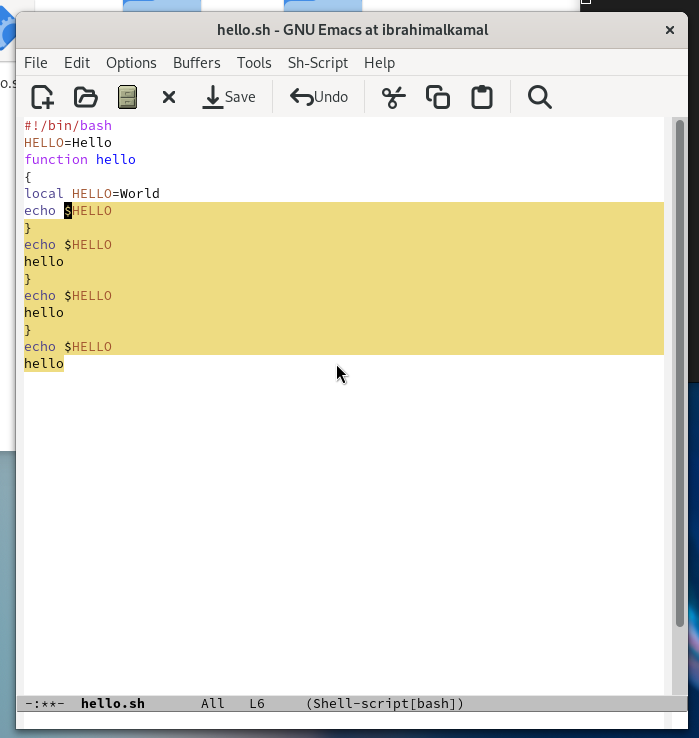 hello.sh - GNU Emacs at ibrahimalkamal
File Edit Options Buffers Tools Sh-Script Help
Save Undo
#!/bin/bash
HELLO=Hello
function hello
{
local HELLO=World
echo $HELLO
}
echo $HELLO
hello
}
echo $HELLO
hello
}
echo $HELLO
hello
-:**- hello.sh All L6 (Shell-script[bash])